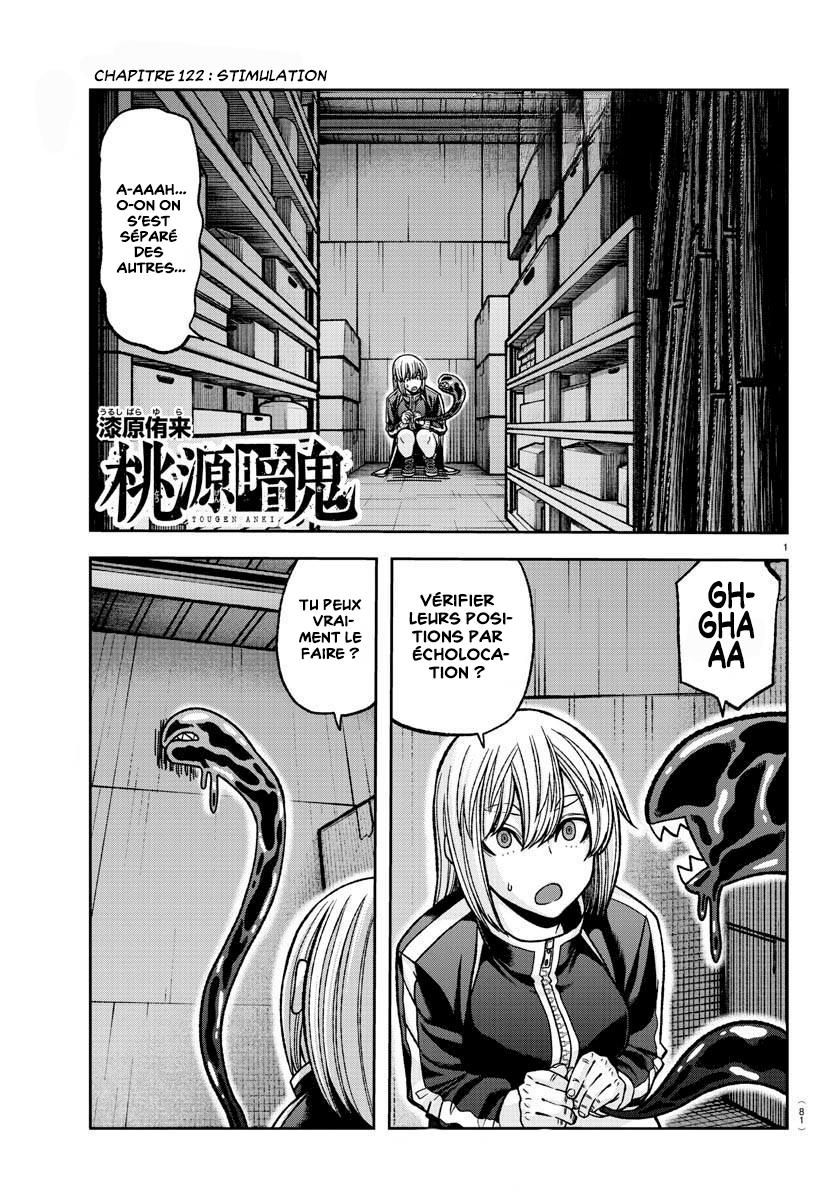 CHAPITRE 122 : STIMULATION
A-AAAH...
O-ON ON
S'EST
SÉPARÉ
DES
AUTRES...
うるしばらゆら
漆原侑来
桃源暗鬼
TOUGEN ANKI
1
GH-
GHA
AA
VÉRIFIER
LEURS POSI-
TIONS PAR
ÉCHOLOCA-
TION ?
TU PEUX
VRAI-
MENT LE
FAIRE ?
(81)